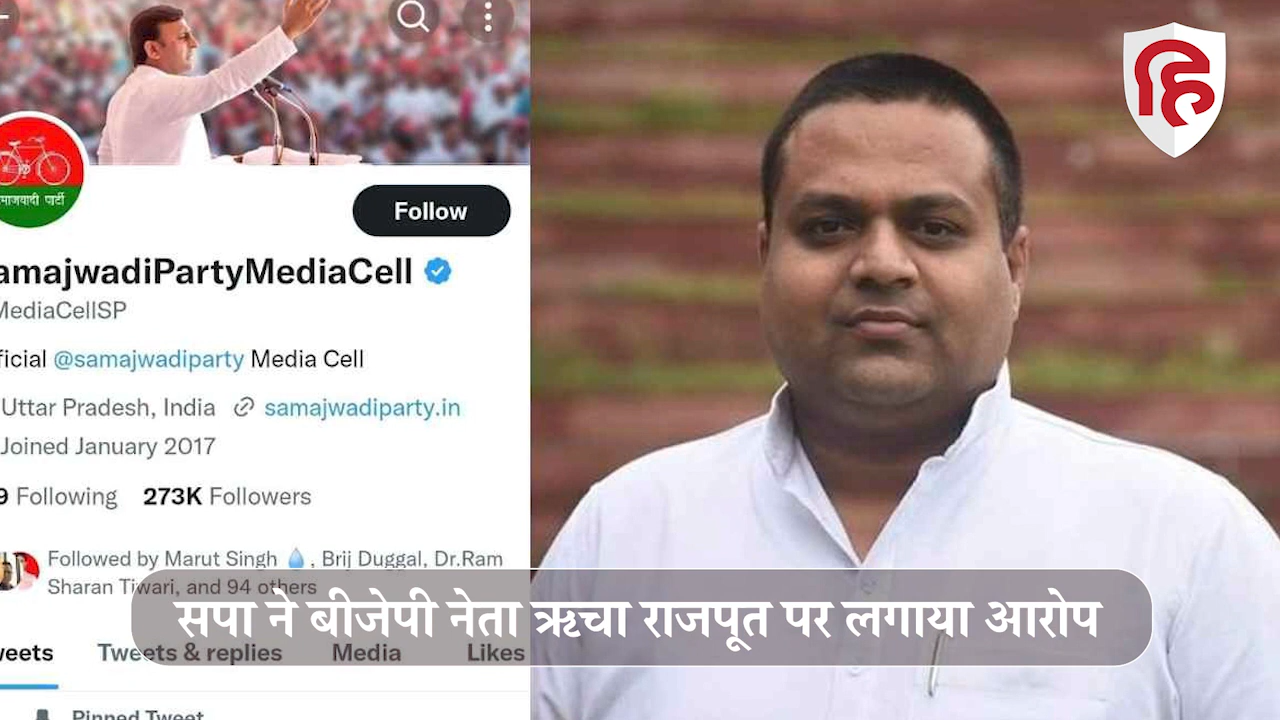 समाजवादी पार्टी
Follow
amajwadiPartyMediaCell
MediaCellSP
ficial @samajwadiparty Media Cell
Uttar Pradesh, India samajwadiparty.in
Joined January 2017
9 Following 273K Followers
Followed by Marut Singh , Brij Duggal, Dr.Ram
Sharan Tiwari, and 94 others
सपा ने बीजेपी नेता ऋचा राजपूत पर लगाया आरोप
weets Tweets & replies Media Likes
Pinned Tweet
हि